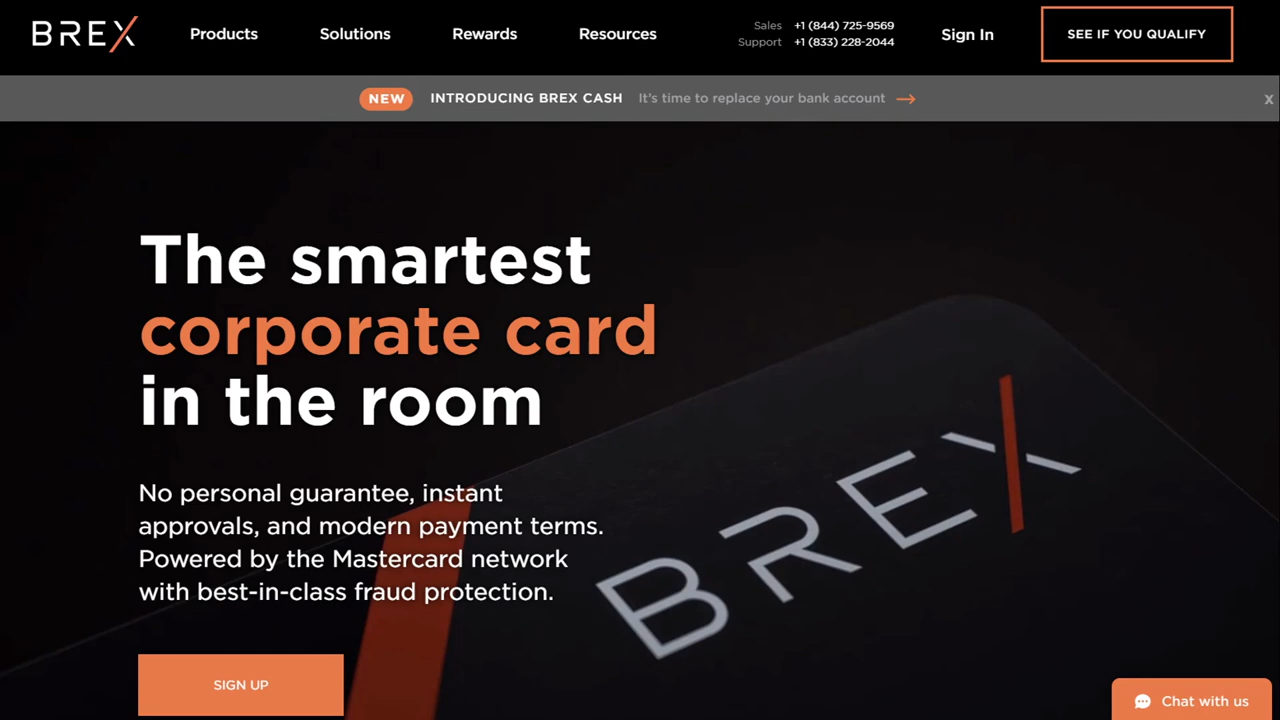 BREX
Products
Solutions
Rewards
Resources
Sales +1 (844) 725-9569
Support +1 (833) 228-2044
Sign In
SEE IF YOU QUALIFY
NEW INTRODUCING BREX CASH It's time to replace your bank account → x
The smartest
corporate card
in the room
No personal guarantee, instant
approvals, and modern payment terms.
Powered by the Mastercard network
with best-in-class fraud protection.
SIGN UP
BREX
Chat with us